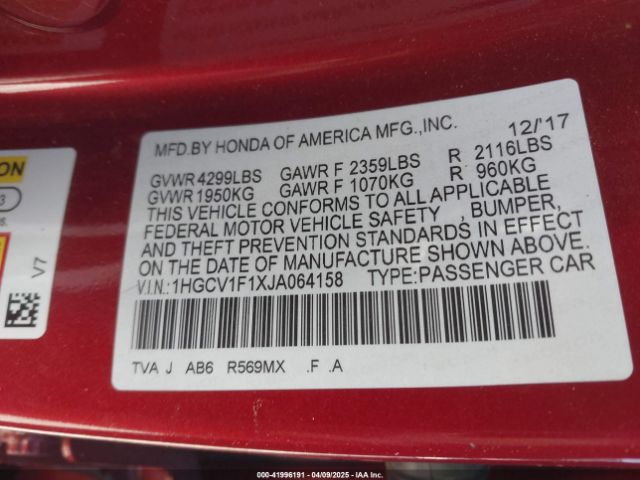 MFD.BY HONDA OF AMERICA MFG.,INC. 12/'17
GVWR 4299LBS GAWR F 2359LBS R 2116LBS
GVWR 1950KG GAWR F 1070KG R 960KG
THIS VEHICLE CONFORMS TO ALL APPLICABLE
FEDERAL MOTOR VEHICLE SAFETY , BUMPER,
AND THEFT PREVENTION STANDARDS IN EFFECT
ON THE DATE OF MANUFACTURE SHOWN ABOVE.
V.I.N.:1HGCV1F1XJA064158 TYPE:PASSENGER CAR
TVA J AB6 R569MX .F .A
ON
3
s.
V7
000-41996191 - 04/09/2025 - IAA Inc.